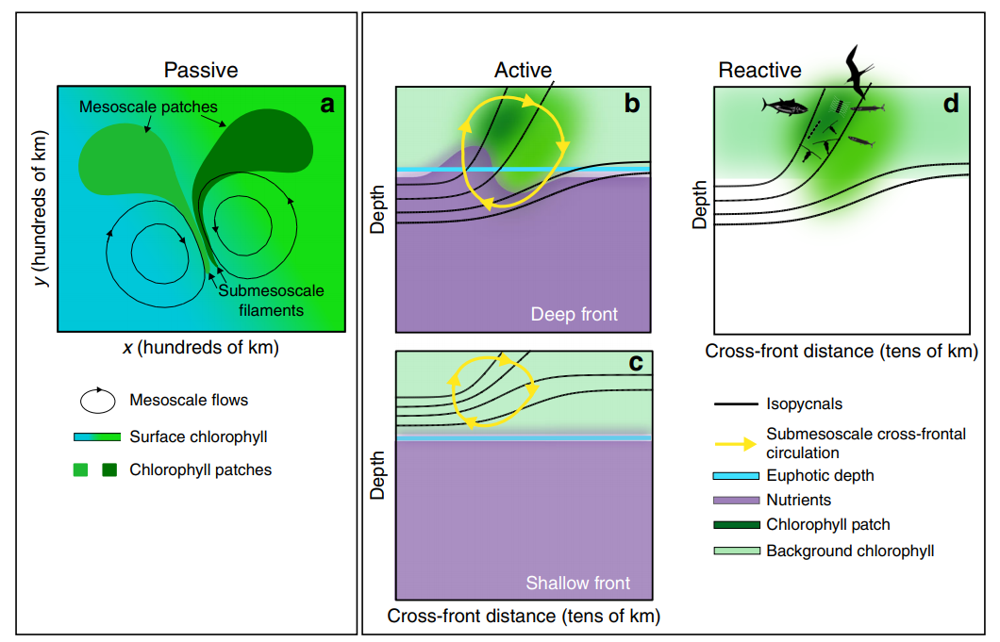 Passive
a
Mesoscale patches
Submesoscale
filaments
y (hundreds of km)
x (hundreds of km)
Mesoscale flows
Surface chlorophyll
Chlorophyll patches
Active
b
Depth
Deep front
c
Depth
Shallow front
Cross-front distance (tens of km)
Reactive
d
Depth
Cross-front distance (tens of km)
Isopycnals
Submesoscale cross-frontal
circulation
Euphotic depth
Nutrients
Chlorophyll patch
Background chlorophyll